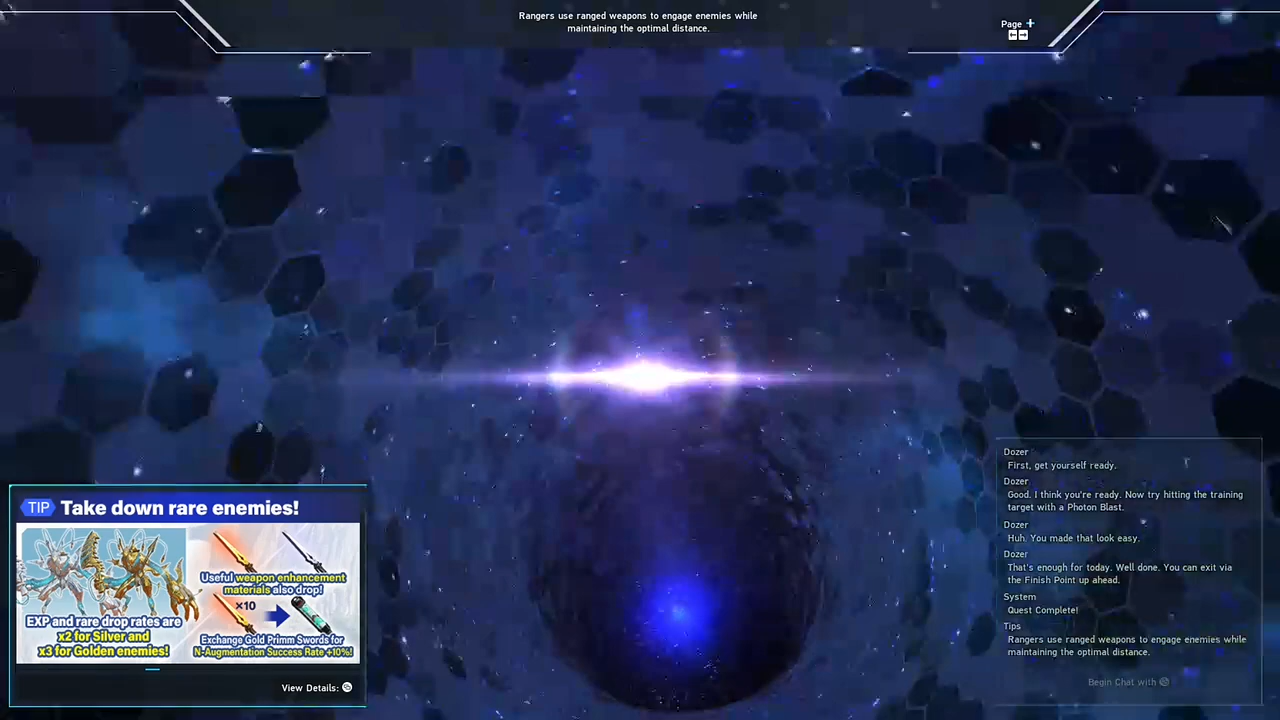 Rangers use ranged weapons to engage enemies while
maintaining the optimal distance.
Page
TIP Take down rare enemies!
EXP and rare drop rates are
x2 for Silver and
x3 for Golden enemies!
Useful weapon enhancement
materials also drop!
×10
Exchange Gold Primm Swords for
N-Augmentation Success Rate +10%!
View Details:
Dozer
First, get yourself ready.
Dozer
Good. I think you're ready. Now try hitting the training
target with a Photon Blast.
Dozer
Huh. You made that look easy.
Dozer
That's enough for today. Well done. You can exit via
the Finish Point up ahead.
System
Quest Complete!
Tips
Rangers use ranged weapons to engage enemies while
maintaining the optimal distance.
Begin Chat with